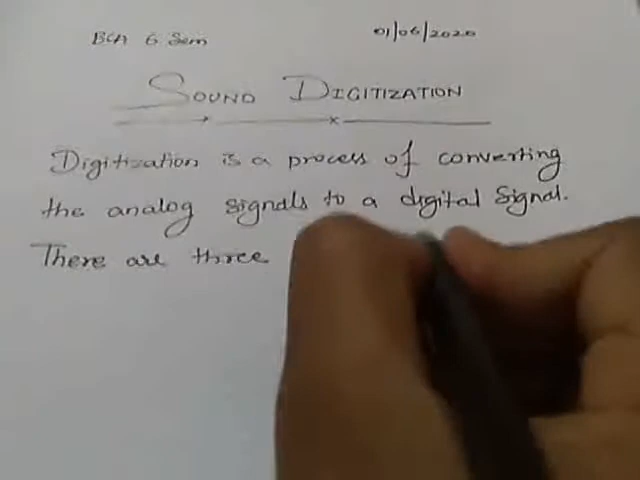 BCA 6 Sem
01/06/2020
SOUND DIGITIZATION
Digitization is a process of converting
the analog signals to a digital signal.
There are three